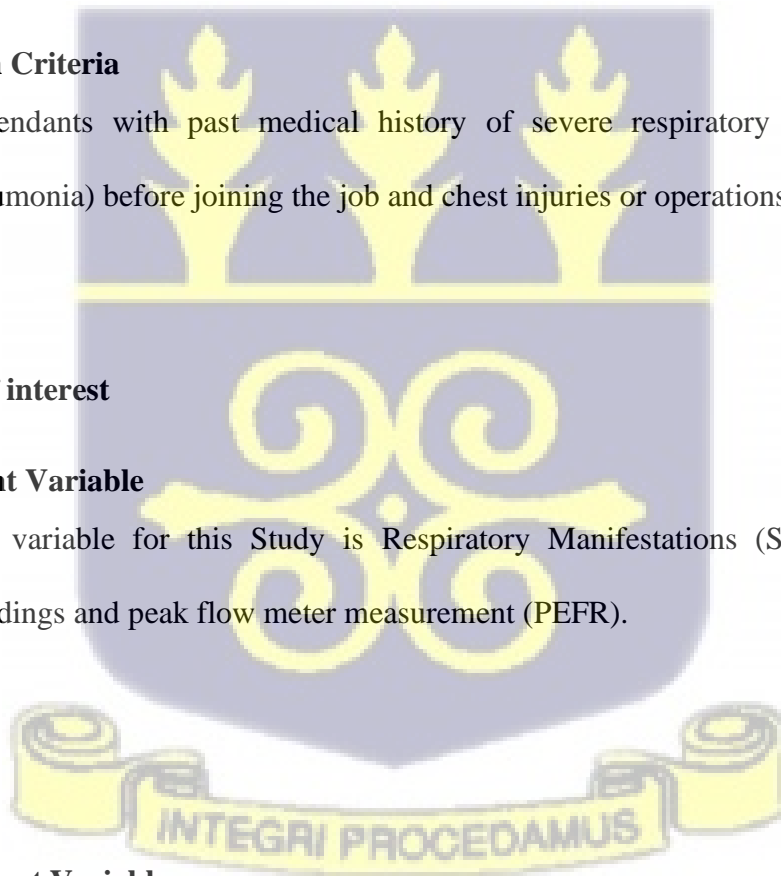 Criteria
endants with past medical history of severe respiratory
umonia) before joining the job and chest injuries or operations
interest
nt Variable
variable for this Study is Respiratory Manifestations (S
dings and peak flow meter measurement (PEFR).
INTEGRI PROCEDAMUS
t Variabl